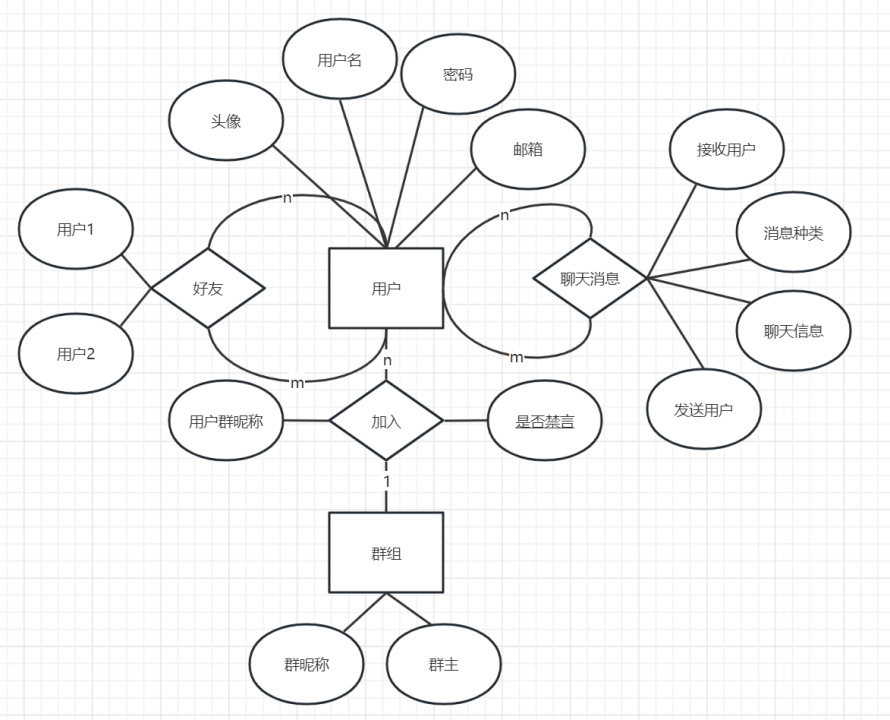 用户名
密码
头像
邮箱
接收用户
n
n
用户1
消息种类
好友
用户
聊天消息
聊天信息
用户2
m
n
m
发送用户
用户群昵称
加入
是否禁言
1
群组
群昵称
群主